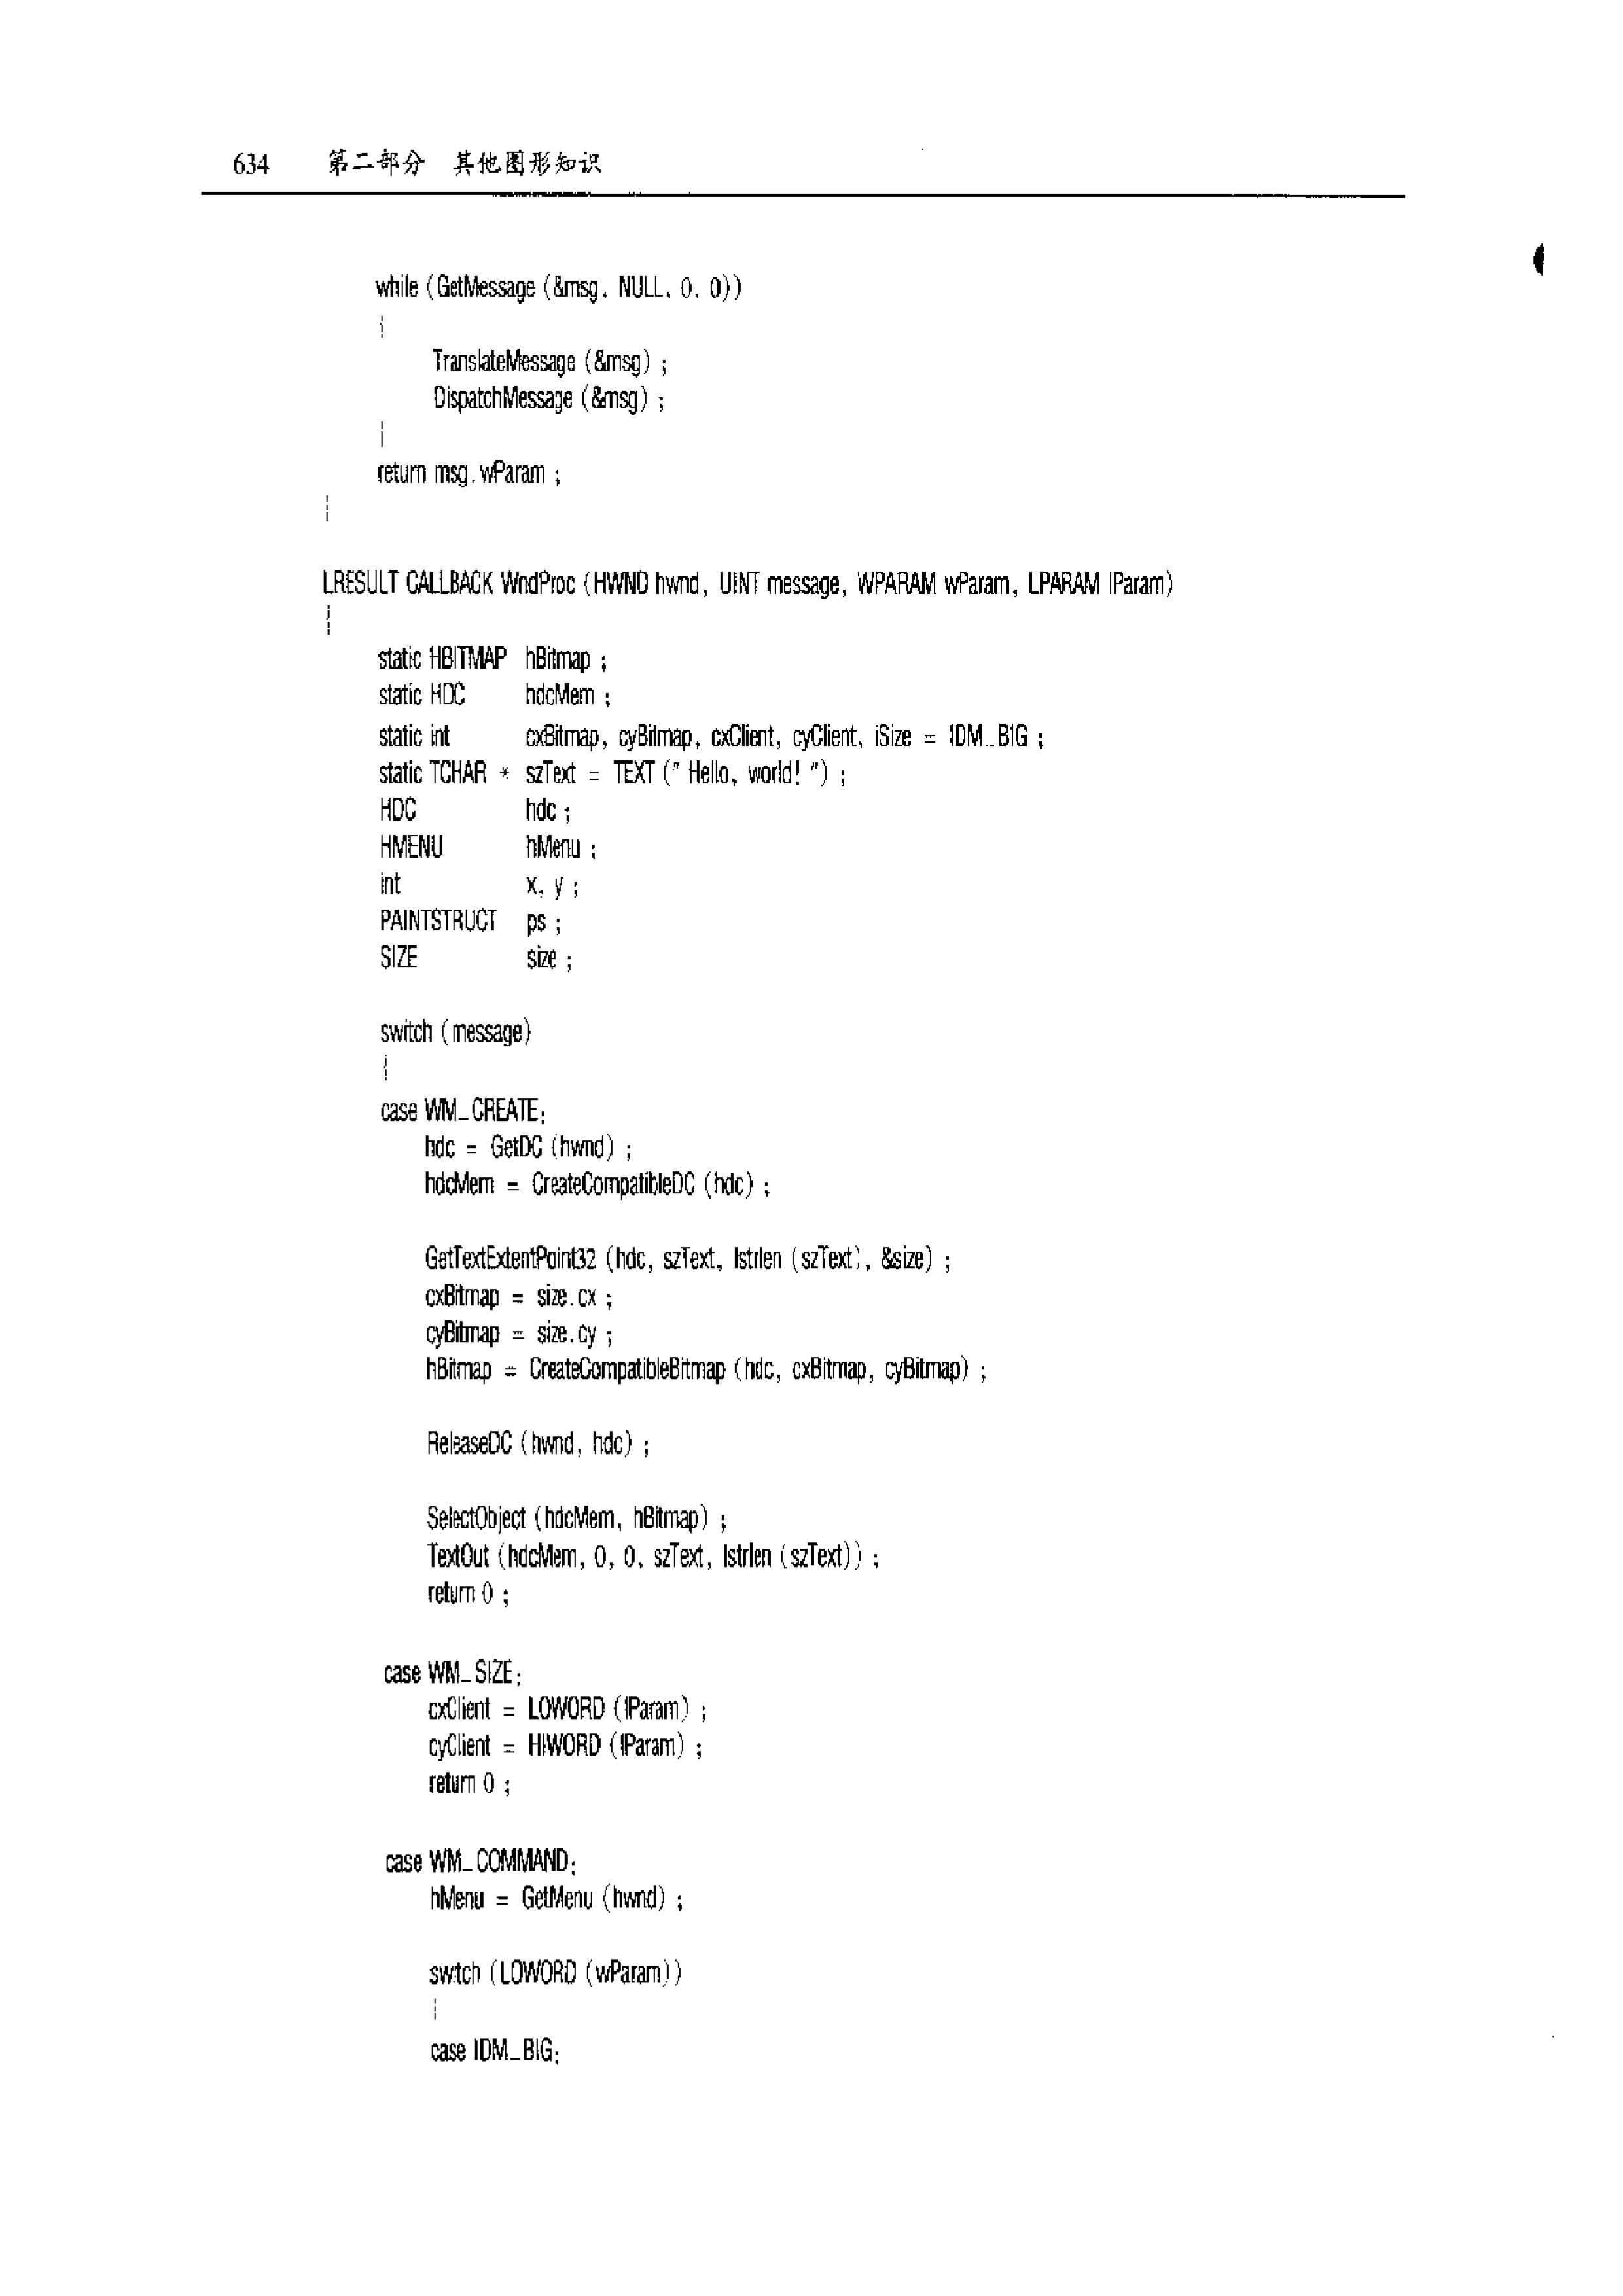 634 第二部分 其他图形知识
while (GetMessage (&msg, NULL, 0, 0))
{
TranslateMessage (&msg) ;
DispatchMessage (&msg) ;
}
return msg.wParam ;
}
LRESULT CALLBACK WndProc (HWND hwnd, UINT message, WPARAM wParam, LPARAM lParam)
{
static HBITMAP hBitmap ;
static HDC hdcMem ;
static int cxBitmap, cyBitmap, cxClient, cyClient, iSize = IDM_BIG ;
static TCHAR * szText = TEXT (" Hello, world! ") ;
HDC hdc ;
HMENU hMenu ;
int x, y ;
PAINTSTRUCT ps ;
SIZE size ;
switch (message)
{
case WM_CREATE:
hdc = GetDC (hwnd) ;
hdcMem = CreateCompatibleDC (hdc) ;
GetTextExtentPoint32 (hdc, szText, lstrlen (szText), &size) ;
cxBitmap = size.cx ;
cyBitmap = size.cy ;
hBitmap = CreateCompatibleBitmap (hdc, cxBitmap, cyBitmap) ;
ReleaseDC (hwnd, hdc) ;
SelectObject (hdcMem, hBitmap) ;
TextOut (hdcMem, 0, 0, szText, lstrlen (szText)) ;
return 0 ;
case WM_SIZE:
cxClient = LOWORD (lParam) ;
cyClient = HIWORD (lParam) ;
return 0 ;
case WM_COMMAND:
hMenu = GetMenu (hwnd) ;
switch (LOWORD (wParam))
{
case IDM_BIG: